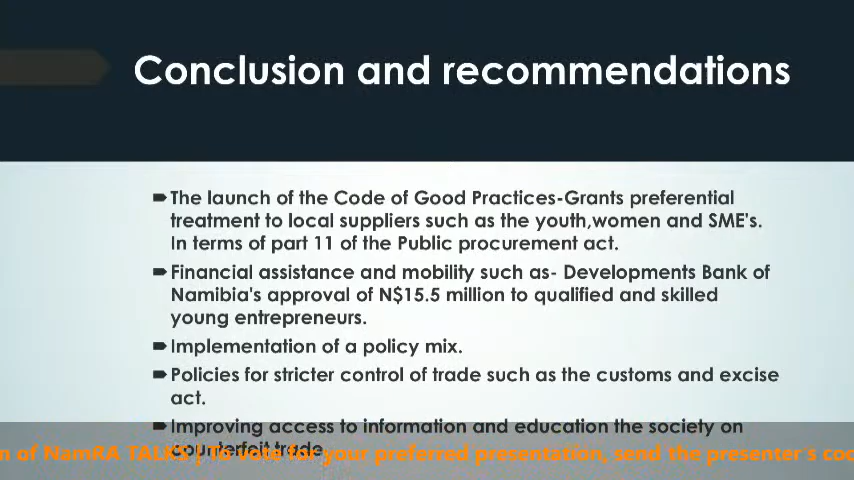 Conclusion and recommendations
The launch of the Code of Good Practices-Grants preferential
treatment to local suppliers such as the youth,women and SME's.
In terms of part 11 of the Public procurement act.
Financial assistance and mobility such as- Developments Bank of
Namibia's approval of N$15.5 million to qualified and skilled
young entrepreneurs.
Implementation of a policy mix.
Policies for stricter control of trade such as the customs and excise
act.
Improving access to information and education the society on
counterfeit trade.
n of NamRA TALKS | To vote for your preferred presentation, send the presenter's cod